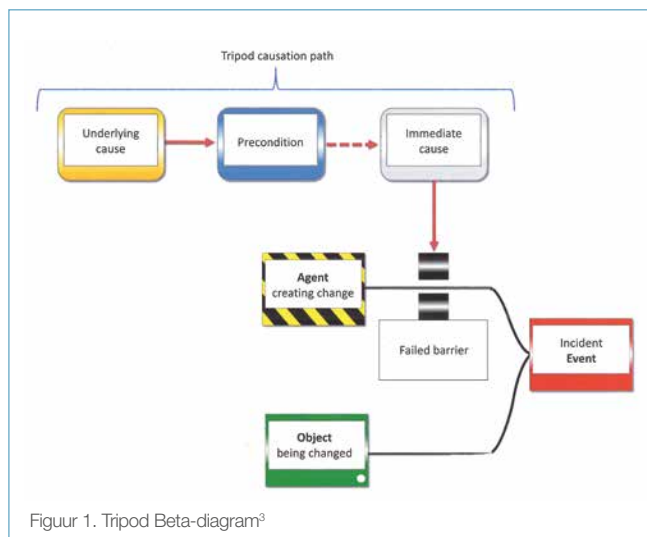 Tripod causation path
Underlying
cause
Precondition
Immediate
cause
Agent
creating change
Failed barrier
Incident
Event
Object
being changed
Figuur 1. Tripod Beta-diagram³